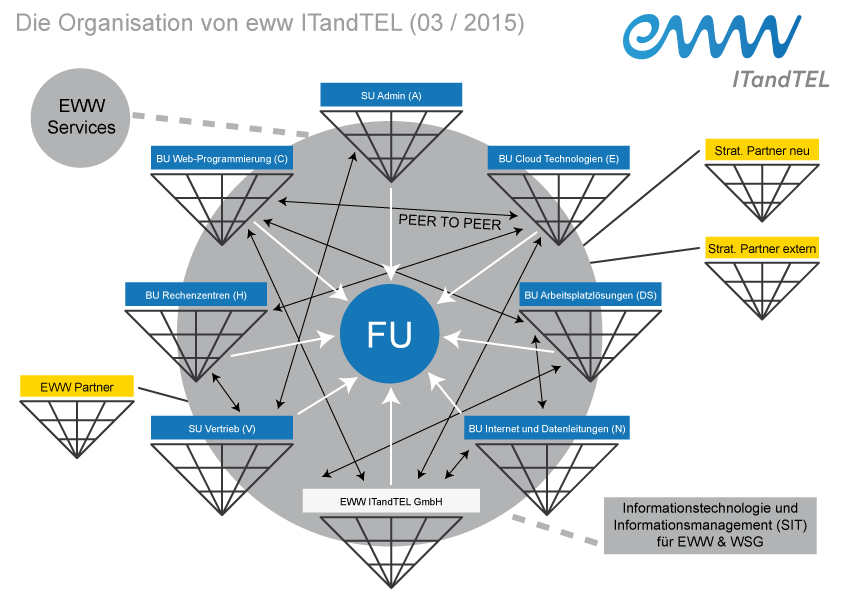 Die Organisation von eww ITandTEL (03 / 2015)
eww
ITandTEL
EWW
Services
SU Admin (A)
BU Web-Programmierung (C)
BU Cloud Technologien (E)
Strat. Partner neu
PEER TO PEER
Strat. Partner extern
BU Rechenzentren (H)
BU Arbeitsplatzlösungen (DS)
FU
EWW Partner
SU Vertrieb (V)
BU Internet und Datenleitungen (N)
EWW ITandTEL GmbH
Informationstechnologie und
Informationsmanagement (SIT)
für EWW & WSG